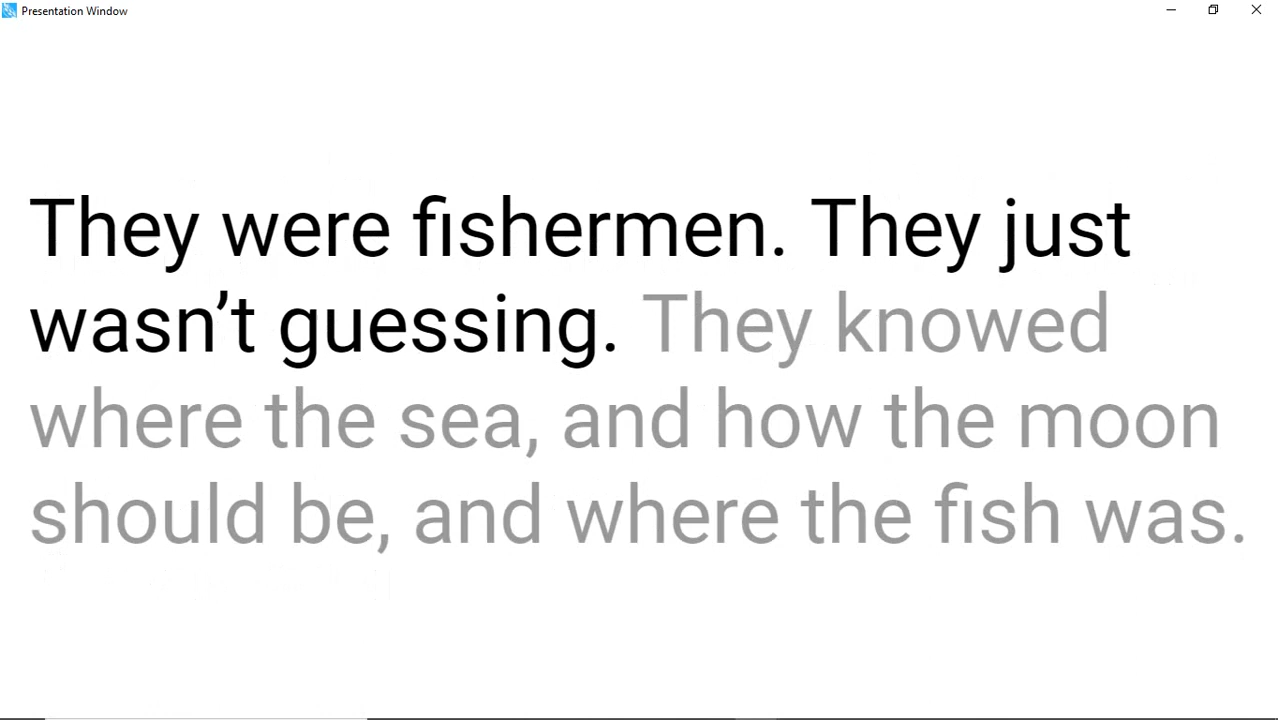 Presentation Window
They were fishermen. They just
wasn’t guessing. They knowed
where the sea, and how the moon
should be, and where the fish was.